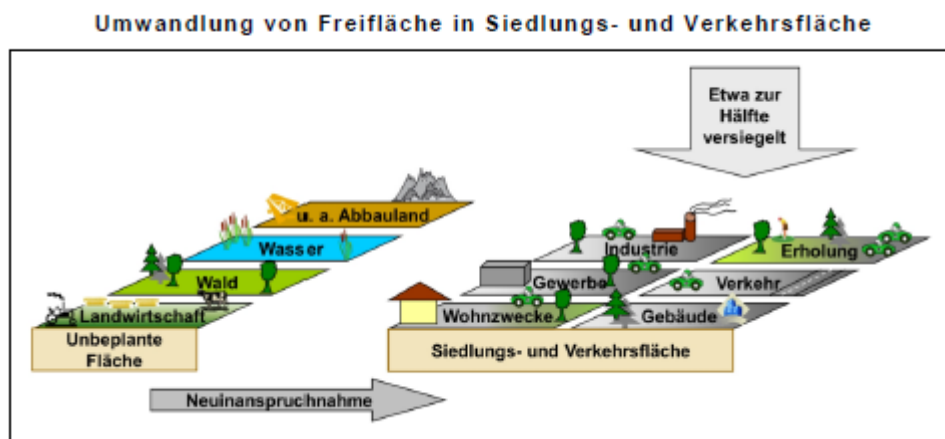 Umwandlung von Freifläche in Siedlungs- und Verkehrsfläche
Etwa zur
Hälfte
versiegelt
u. a. Abbauland
Wasser
Wald
Landwirtschaft
Unbeplante
Fläche
Industrie
Erholung
Gewerbe
Verkehr
Wohnzwecke
Gebäude
Siedlungs- und Verkehrsfläche
Neuinanspruchnahme